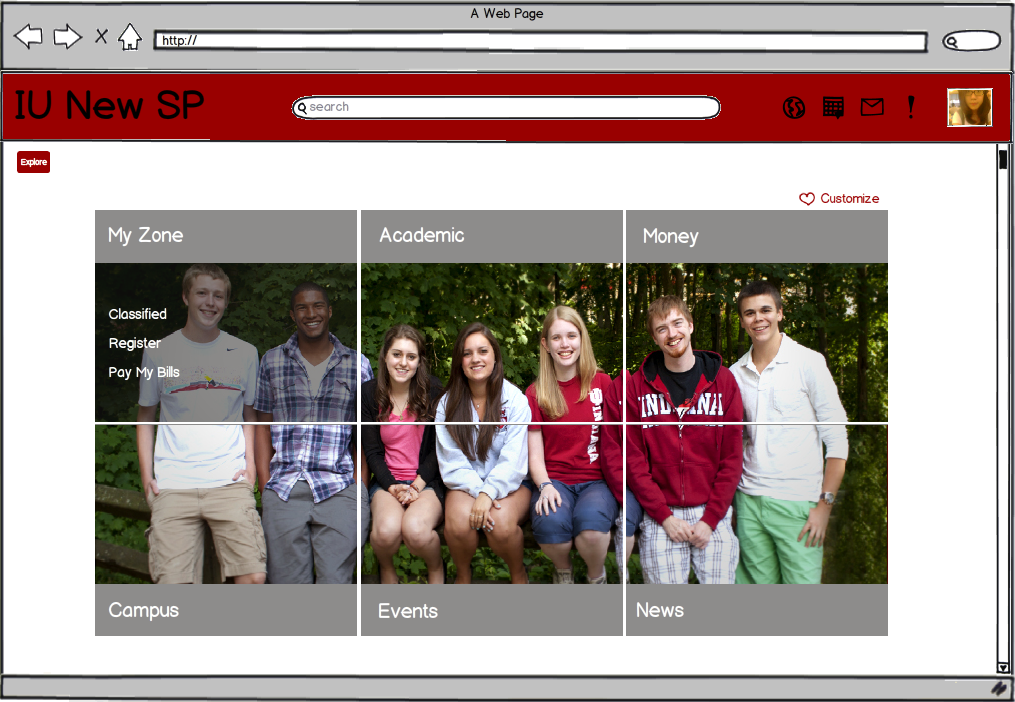 A Web Page
http://
IU New SP
search
!
Explore
Customize
My Zone
Academic
Money
Classified
Register
Pay My Bills
INDIANA
INDIANA
Campus
Events
News